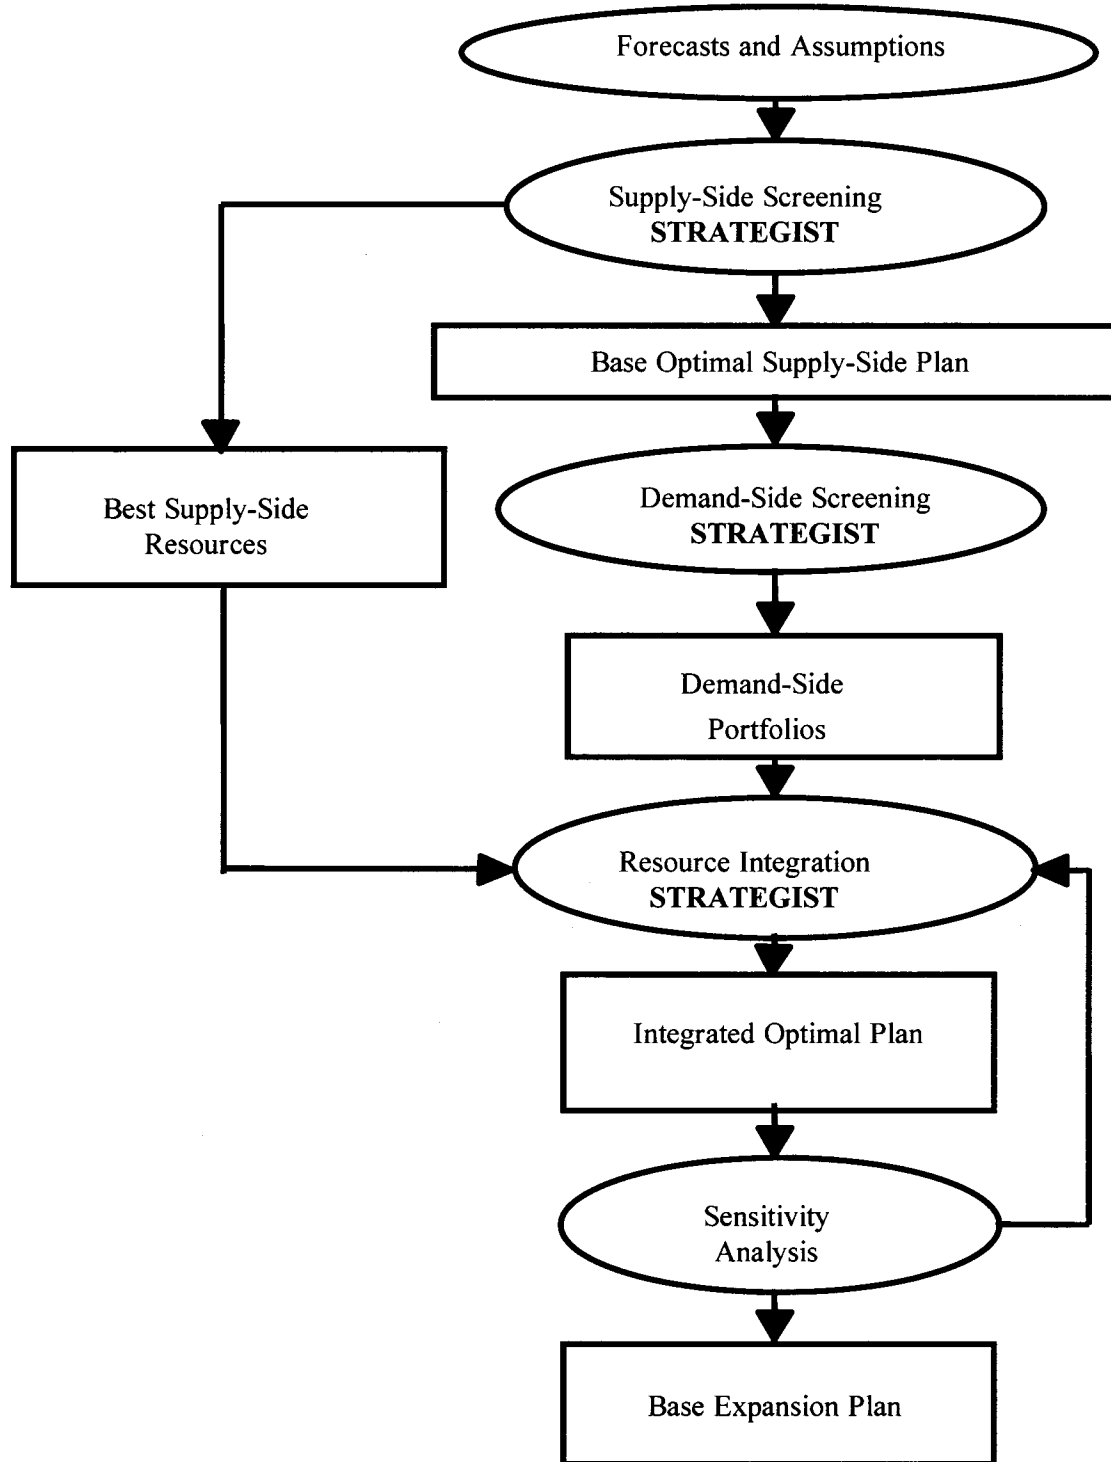 Forecasts and Assumptions
Supply-Side Screening
STRATEGIST
Base Optimal Supply-Side Plan
Best Supply-Side
Resources
Demand-Side Screening
STRATEGIST
Demand-Side
Portfolios
Resource Integration
STRATEGIST
Integrated Optimal Plan
Sensitivity
Analysis
Base Expansion Plan